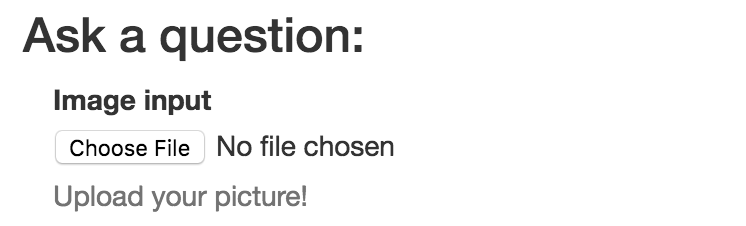 Ask a question:
Image input
Choose File No file chosen
Upload your picture!